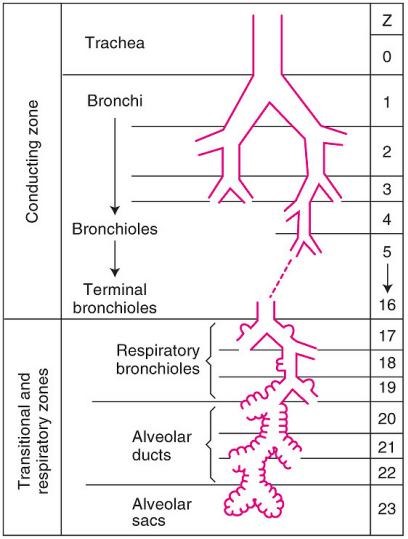 Z
Trachea
0
Conducting zone
Bronchi
1
2
3
4
Bronchioles
5
Terminal
bronchioles
16
Transitional and
respiratory zones
17
Respiratory
bronchioles
18
19
20
Alveolar
ducts
21
22
Alveolar
sacs
23